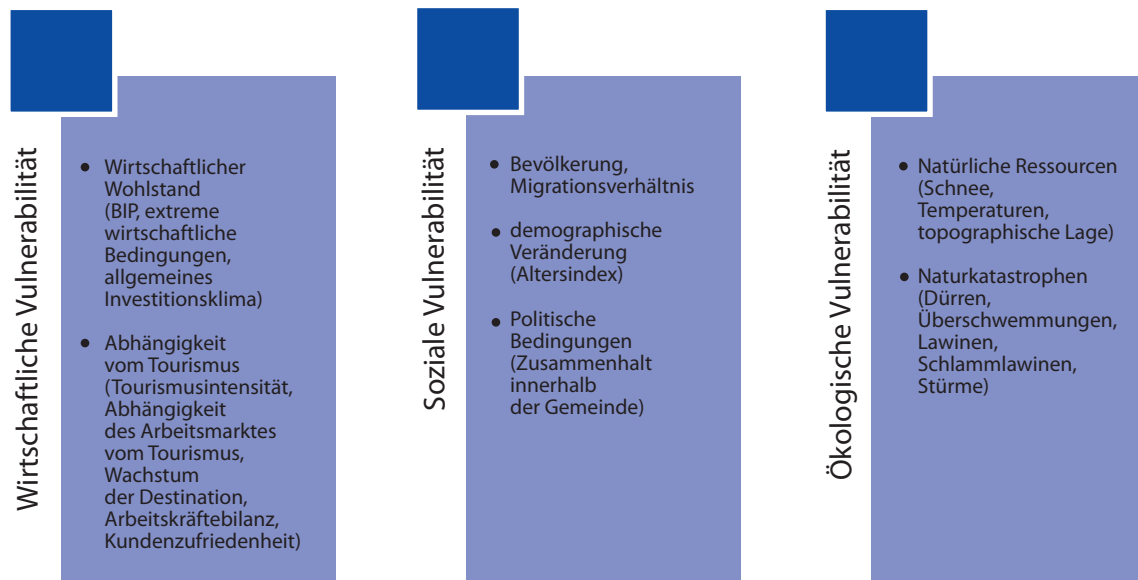 Wirtschaftliche Vulnerabilität
• Wirtschaftlicher
Wohlstand
(BIP, extreme
wirtschaftliche
Bedingungen,
allgemeines
Investitionsklima)
• Abhängigkeit
vom Tourismus
(Tourismusintensität,
Abhängigkeit
des Arbeitsmarktes
vom Tourismus,
Wachstum
der Destination,
Arbeitskräftebilanz,
Kundenzufriedenheit)
Soziale Vulnerabilität
• Bevölkerung,
Migrationsverhältnis
• demographische
Veränderung
(Altersindex)
• Politische
Bedingungen
(Zusammenhalt
innerhalb
der Gemeinde)
Ökologische Vulnerabilität
• Natürliche Ressourcen
(Schnee,
Temperaturen,
topographische Lage)
• Naturkatastrophen
(Dürren,
Überschwemmungen,
Lawinen,
Schlammlawinen,
Stürme)